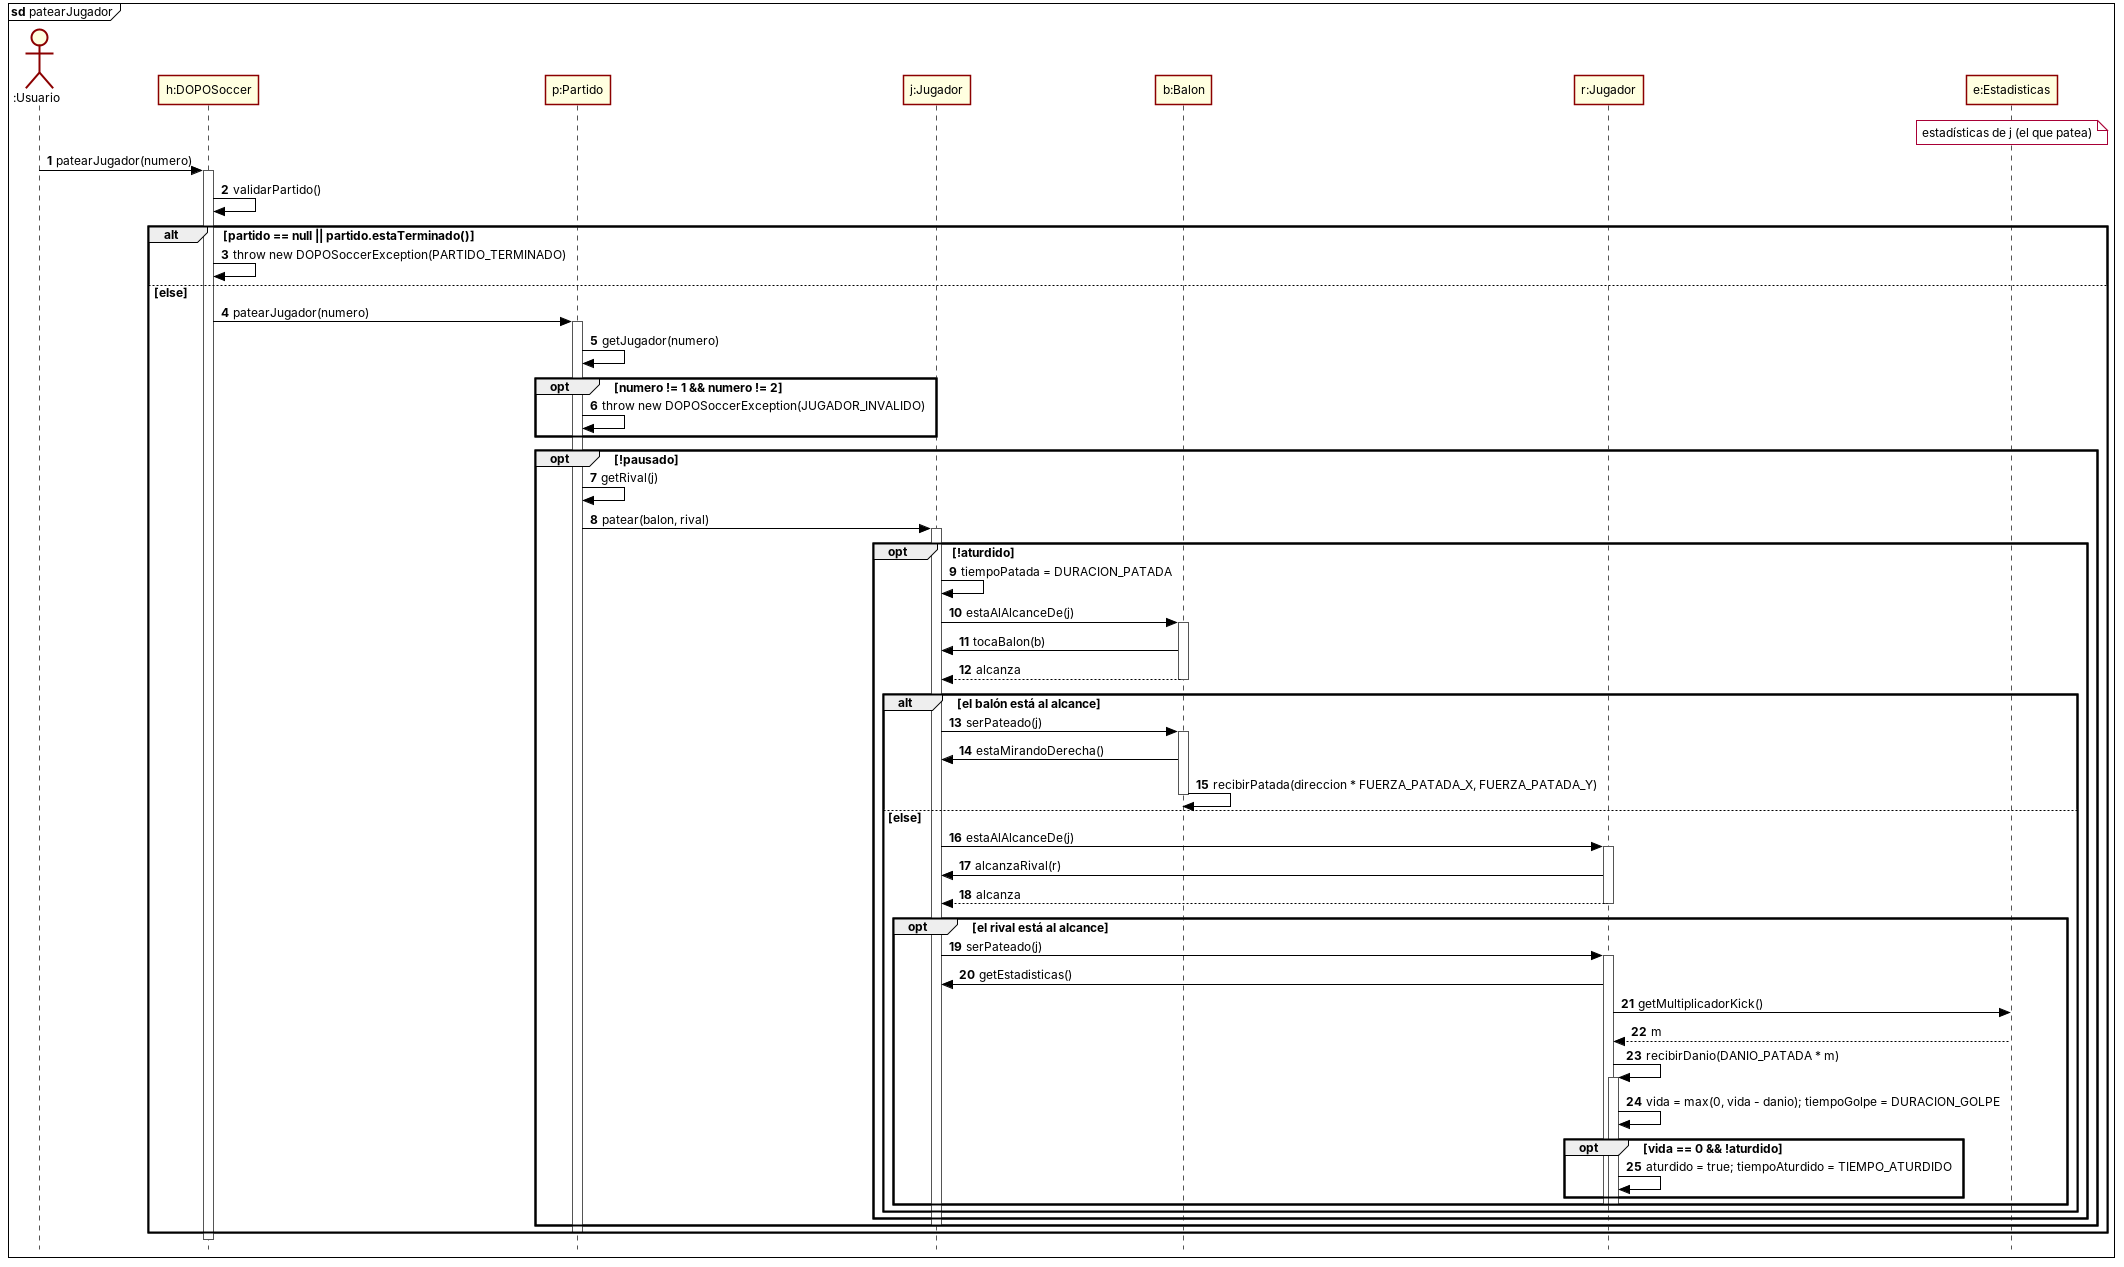 sd patearJugador
:Usuario
h:DOPOSoccer
p:Partido
j:Jugador
b:Balon
r:Jugador
e:Estadisticas
estadísticas de j (el que patea)
1 patearJugador(numero)
2 validarPartido()
alt [partido == null || partido.estaTerminado()]
3 throw new DOPOSoccerException(PARTIDO_TERMINADO)
[else]
4 patearJugador(numero)
5 getJugador(numero)
opt [numero != 1 && numero != 2]
6 throw new DOPOSoccerException(JUGADOR_INVALIDO)
opt [!pausado]
7 getRival(j)
8 patear(balon, rival)
opt [!aturdido]
9 tiempoPatada = DURACION_PATADA
10 estaAlAlcanceDe(j)
11 tocaBalon(b)
12 alcanza
alt [el balón está al alcance]
13 serPateado(j)
14 estaMirandoDerecha()
15 recibirPatada(direccion * FUERZA_PATADA_X, FUERZA_PATADA_Y)
[else]
16 estaAlAlcanceDe(j)
17 alcanzaRival(r)
18 alcanza
opt [el rival está al alcance]
19 serPateado(j)
20 getEstadisticas()
21 getMultiplicadorKick()
22 m
23 recibirDanio(DANIO_PATADA * m)
24 vida = max(0, vida - danio); tiempoGolpe = DURACION_GOLPE
opt [vida == 0 && !aturdido]
25 aturdido = true; tiempoAturdido = TIEMPO_ATURDIDO